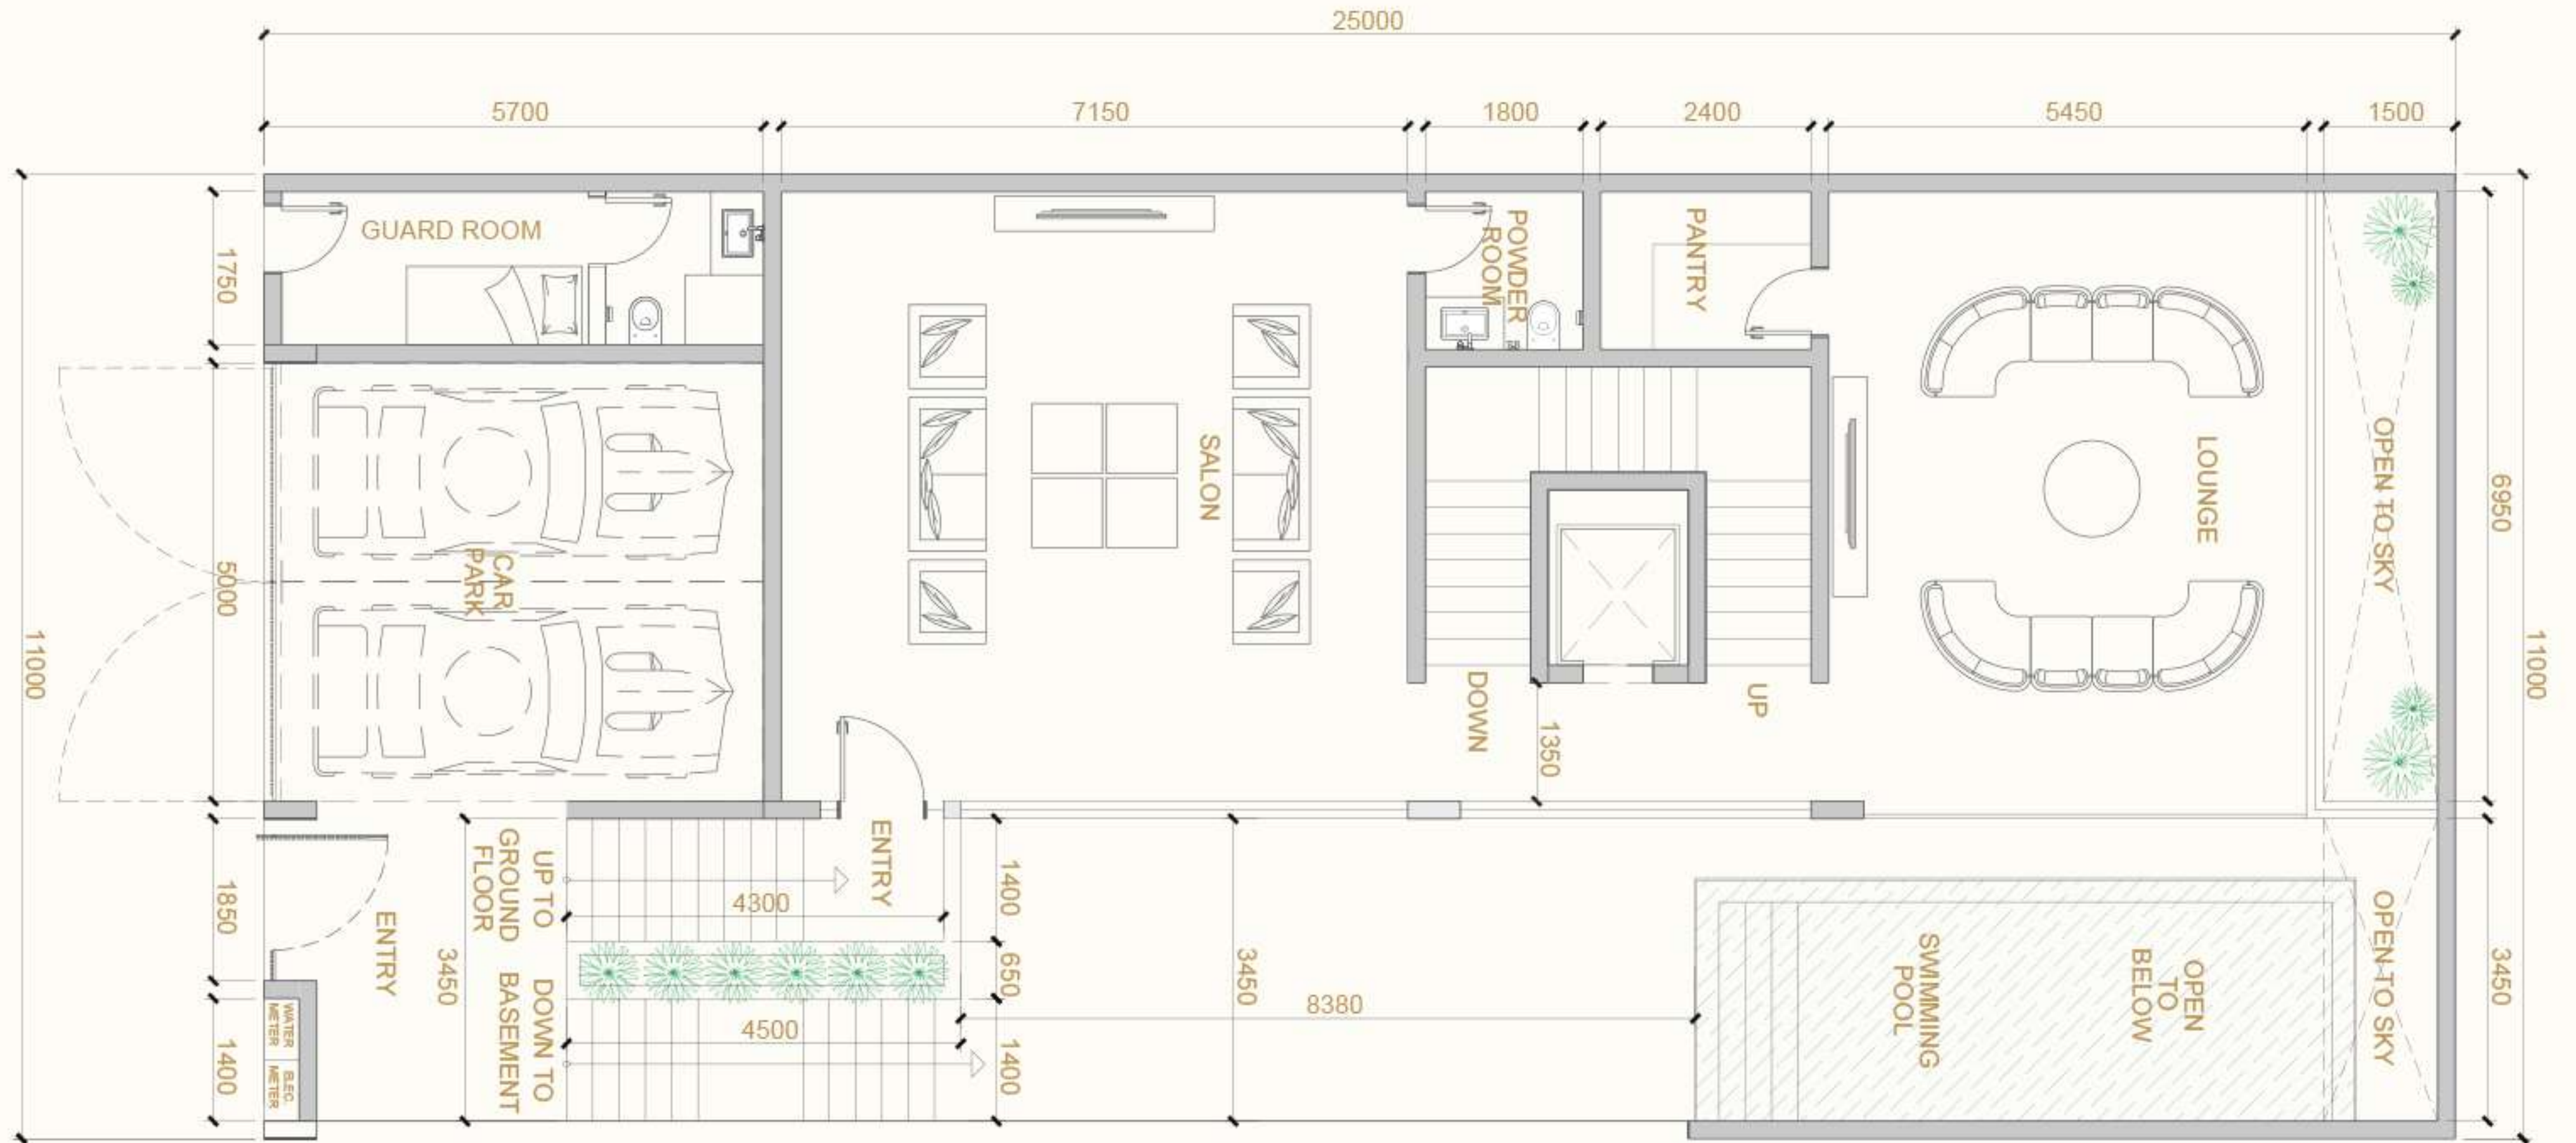 25000
5700
7150
1800
2400
5450
1500
GUARD ROOM
1750
POWDER
ROOM
PANTRY
SALON
LOUNGE
OPEN TO SKY
6950
CAR
PARK
5000
11000
11000
DOWN
UP
1350
ENTRY
UP TO
GROUND
FLOOR
4300
1400
1850
ENTRY
3450
650
3450
8380
DOWN TO
BASEMENT
4500
1400
SWIMMING
POOL
OPEN
TO
BELOW
OPEN TO SKY
3450
WATER
METER
ELEC.
METER
1400